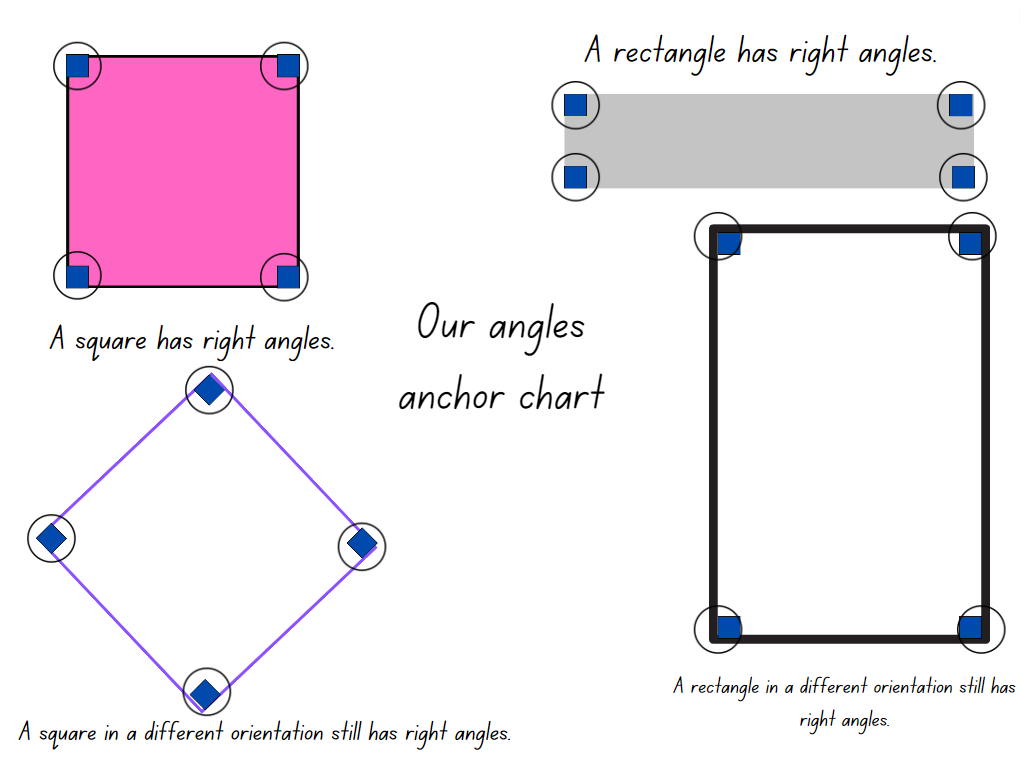 A rectangle has right angles.
A square has right angles.
Our angles
anchor chart
A rectangle in a different orientation still has
right angles.
A square in a different orientation still has right angles.